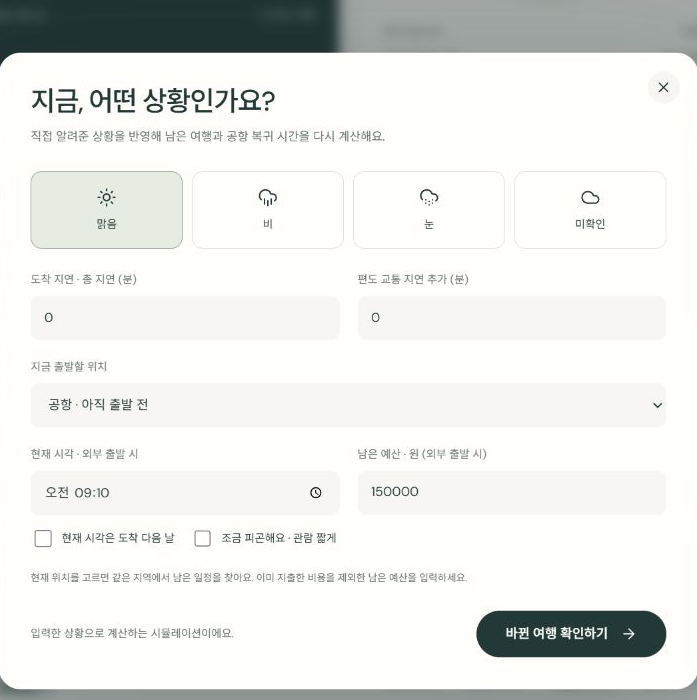 지금, 어떤 상황인가요?
직접 알려준 상황을 반영해 남은 여행과 공항 복귀 시간을 다시 계산해요.
맑음 비 눈 미확인
도착 지연 · 총 지연 (분) 편도 교통 지연 추가 (분)
0 0
지금 출발할 위치
공항 · 아직 출발 전
현재 시각 · 외부 출발 시 남은 예산 · 원 (외부 출발 시)
오전 09:10 150000
현재 시각은 도착 다음 날 조금 피곤해요 · 관람 짧게
현재 위치를 고르면 같은 지역에서 남은 일정을 찾아요. 이미 지출한 비용을 제외한 남은 예산을 입력하세요.
입력한 상황으로 계산하는 시뮬레이션이에요. 바뀐 여행 확인하기 →